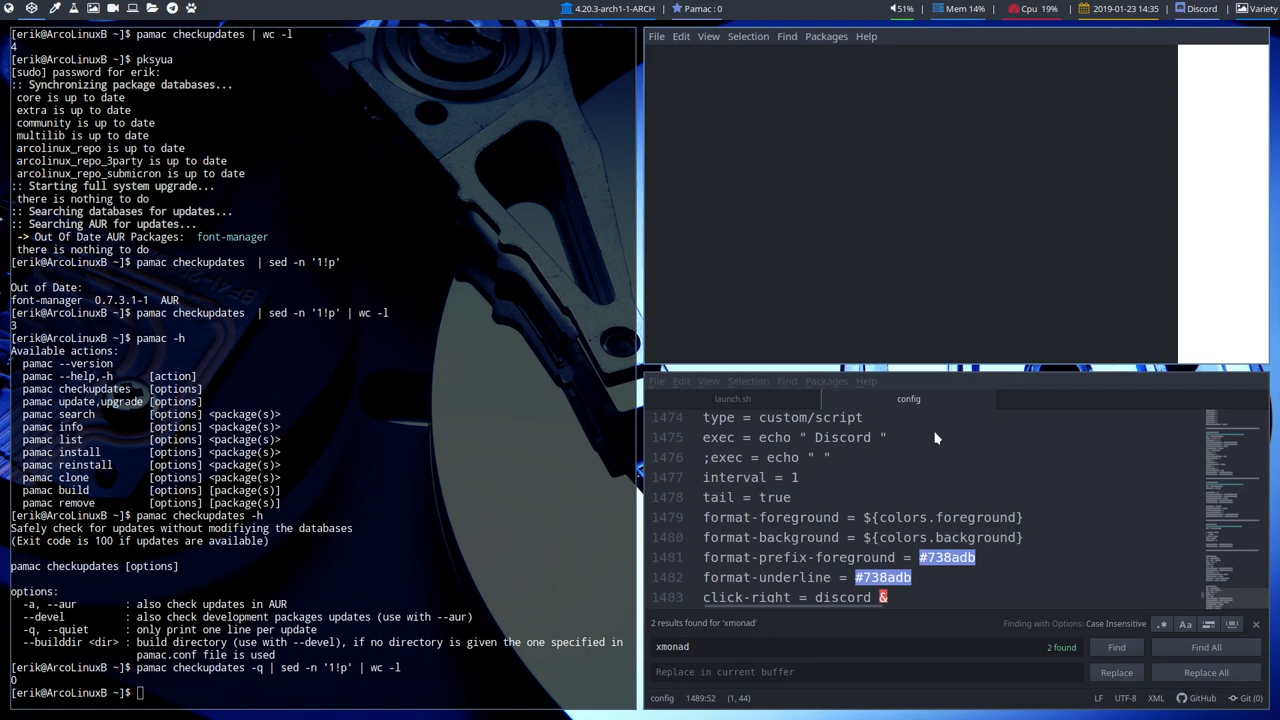 4.20.3-arch1-1-ARCH
Pamac : 0
51%
Mem 14%
Cpu 19%
2019-01-23 14:35
Discord
Variety
[erik@ArcoLinuxB ~]$ pamac checkupdates | wc -l
4
[erik@ArcoLinuxB ~]$ pksyua
[sudo] password for erik:
:: Synchronizing package databases...
core is up to date
extra is up to date
community is up to date
multilib is up to date
arcolinux_repo is up to date
arcolinux_repo_3party is up to date
arcolinux_repo_submicron is up to date
:: Starting full system upgrade...
there is nothing to do
:: Searching databases for updates...
:: Searching AUR for updates...
-> Out Of Date AUR Packages:  font-manager
there is nothing to do
[erik@ArcoLinuxB ~]$ pamac checkupdates  | sed -n '1!p'
Out of Date:
font-manager  0.7.3.1-1  AUR
[erik@ArcoLinuxB ~]$ pamac checkupdates  | sed -n '1!p' | wc -l
3
[erik@ArcoLinuxB ~]$ pamac -h
Available actions:
pamac --version
pamac --help,-h       [action]
pamac checkupdates    [options]
pamac update,upgrade  [options]
pamac search          [options] <package(s)>
pamac info            [options] <package(s)>
pamac list            [options] <package(s)>
pamac install         [options] <package(s)>
pamac reinstall       [options] <package(s)>
pamac clone           [options] <package(s)>
pamac build           [options] [package(s)]
pamac remove          [options] [package(s)]
[erik@ArcoLinuxB ~]$ pamac checkupdates -h
Safely check for updates without modifiying the databases
(Exit code is 100 if updates are available)
pamac checkupdates [options]
options:
-a, --aur        : also check updates in AUR
--devel          : also check development packages updates (use with --aur)
-q, --quiet      : only print one line per update
--builddir <dir> : build directory (use with --devel), if no directory is given the one specified in
pamac.conf file is used
[erik@ArcoLinuxB ~]$ pamac checkupdates -q | sed -n '1!p' | wc -l
[erik@ArcoLinuxB ~]$
File Edit View Selection Find Packages Help
File Edit View Selection Find Packages Help
launch.sh
config
1474 type = custom/script
1475 exec = echo " Discord "
1476 ;exec = echo " "
1477 interval = 1
1478 tail = true
1479 format-foreground = ${colors.foreground}
1480 format-background = ${colors.background}
1481 format-prefix-foreground = #738adb
1482 format-underline = #738adb
1483 click-right = discord &
2 results found for 'xmonad'
Finding with Options: Case Insensitive
.* Aa
xmonad
2 found
Find
Find All
Replace in current buffer
Replace
Replace All
config 1489:52 (1, 44)
LF UTF-8 XML GitHub Git (0)